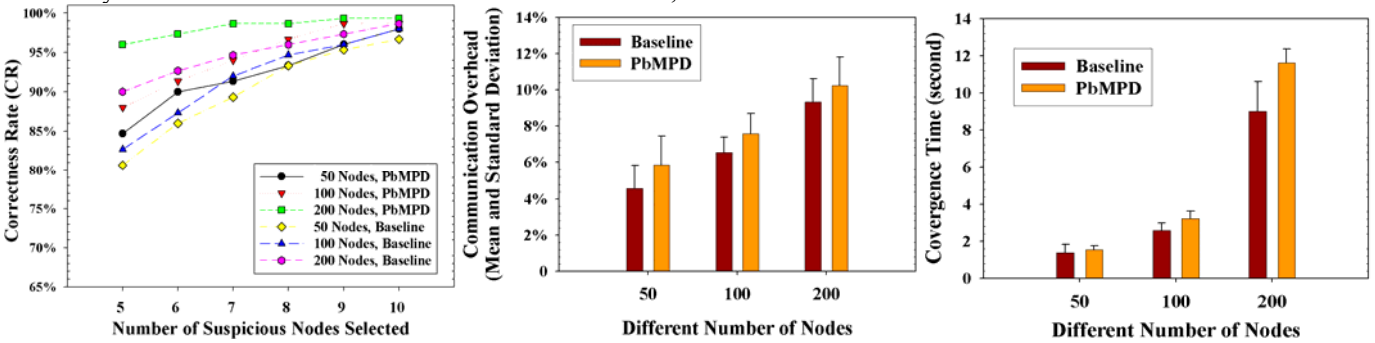 100%
95%
90%
85%
80%
75%
70%
65%
Correctness Rate (CR)
50 Nodes, PbMPD
100 Nodes, PbMPD
200 Nodes, PbMPD
50 Nodes, Baseline
100 Nodes, Baseline
200 Nodes, Baseline
5 6 7 8 9 10
Number of Suspicious Nodes Selected
Communication Overhead
(Mean and Standard Deviation)
14%
12%
10%
8%
6%
4%
2%
0
Baseline
PbMPD
50 100 200
Different Number of Nodes
Covergence Time (second)
14
12
10
8
6
4
2
0
Baseline
PbMPD
50 100 200
Different Number of Nodes